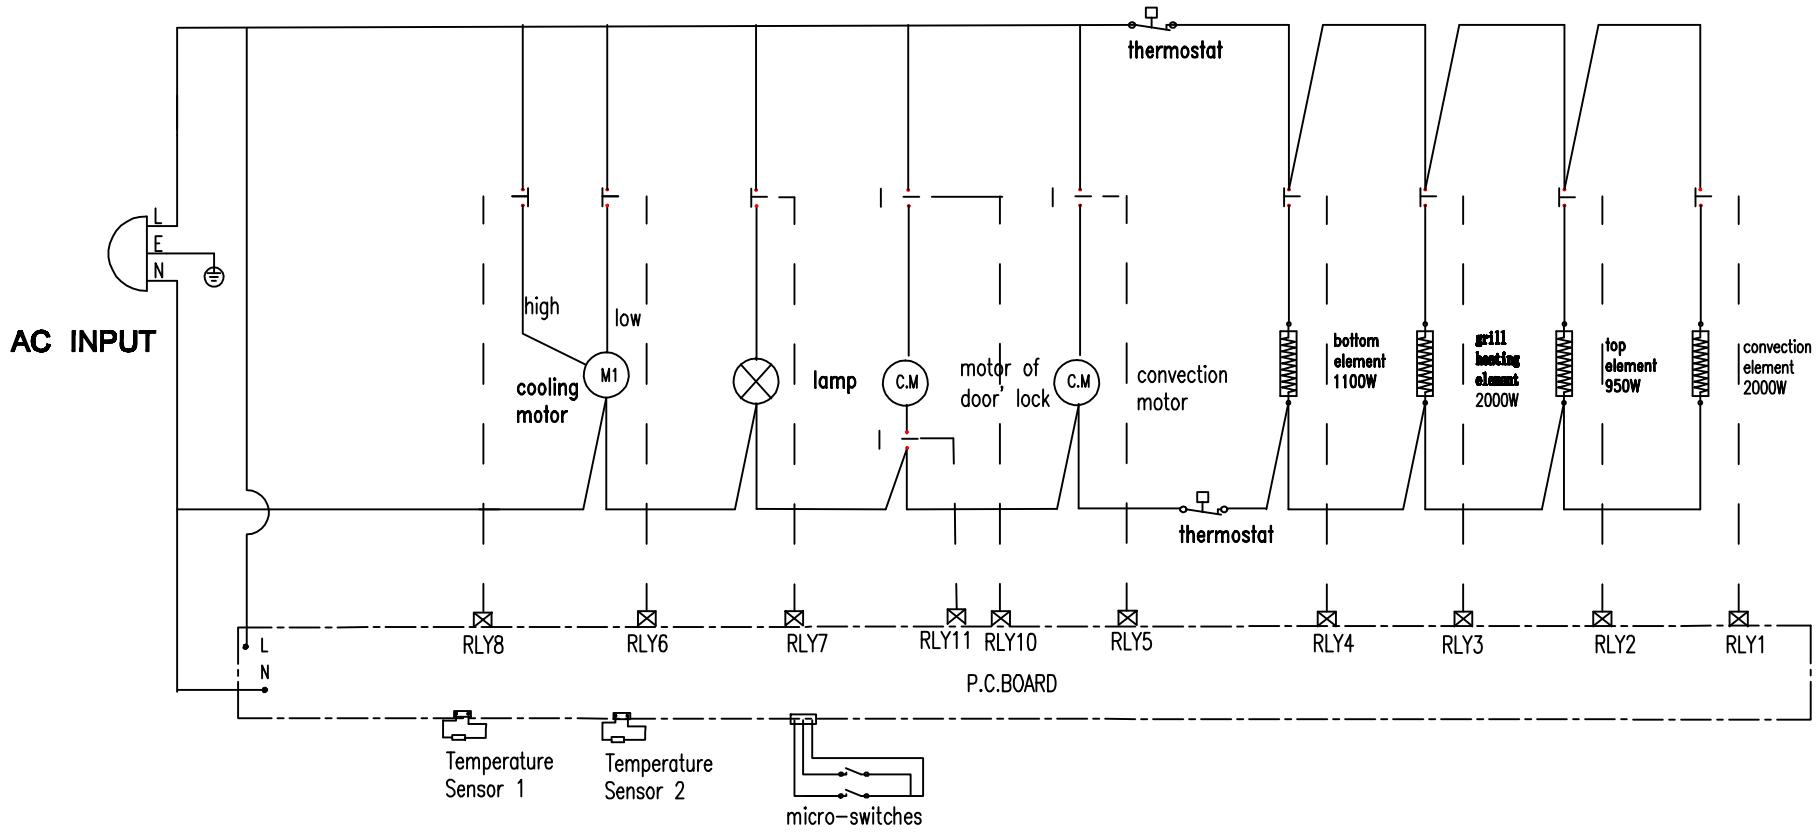 thermostat
L
E
N
AC INPUT
high
low
M1
cooling
motor
lamp
C.M
motor of
door' lock
C.M
convection
motor
bottom
element
1100W
grill
heating
element
2000W
top
element
950W
convection
element
2000W
thermostat
RLY8
RLY6
RLY7
RLY11
RLY10
RLY5
RLY4
RLY3
RLY2
RLY1
L
N
P.C.BOARD
Temperature
Sensor 1
Temperature
Sensor 2
micro-switches